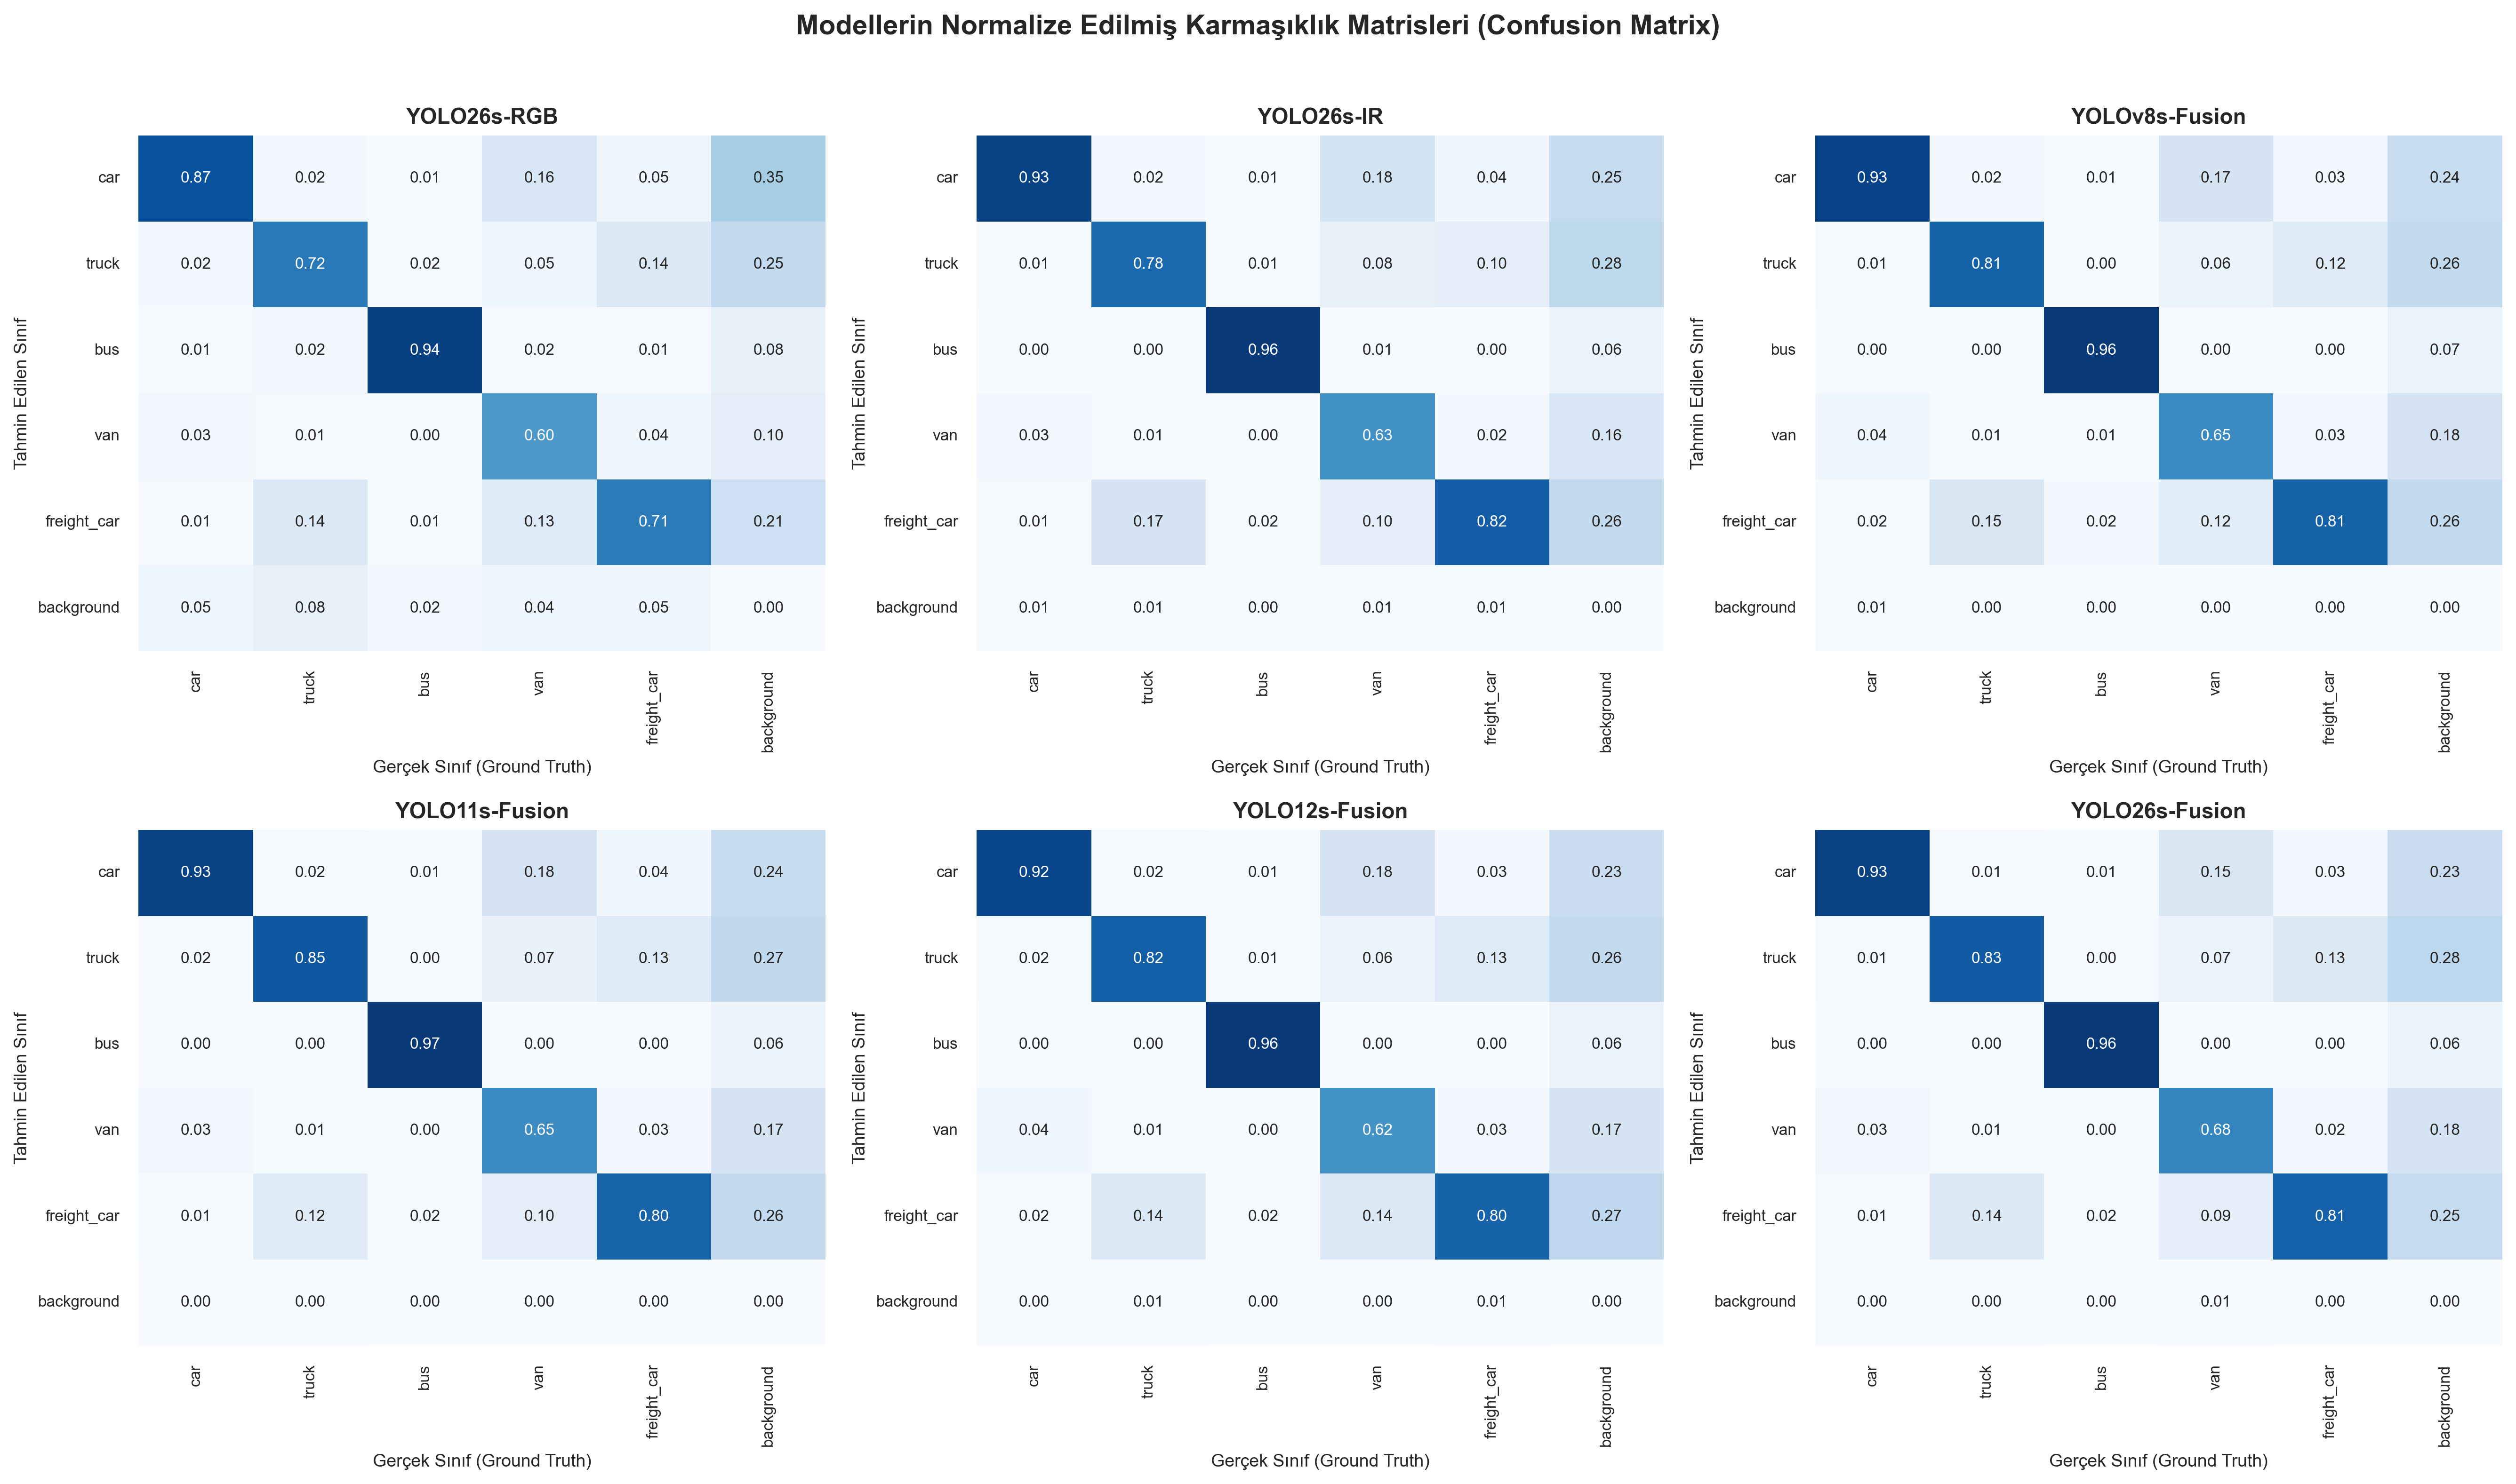 Modellerin Normalize Edilmiş Karmaşıklık Matrisleri (Confusion Matrix)
YOLO26s-RGB
Tahmin Edilen Sınıf
car 0.87 0.02 0.01 0.16 0.05 0.35
truck 0.02 0.72 0.02 0.05 0.14 0.25
bus 0.01 0.02 0.94 0.02 0.01 0.08
van 0.03 0.01 0.00 0.60 0.04 0.10
freight_car 0.01 0.14 0.01 0.13 0.71 0.21
background 0.05 0.08 0.02 0.04 0.05 0.00
car truck bus van freight_car background
Gerçek Sınıf (Ground Truth)
YOLO26s-IR
Tahmin Edilen Sınıf
car 0.93 0.02 0.01 0.18 0.04 0.25
truck 0.01 0.78 0.01 0.08 0.10 0.28
bus 0.00 0.00 0.96 0.01 0.00 0.06
van 0.03 0.01 0.00 0.63 0.02 0.16
freight_car 0.01 0.17 0.02 0.10 0.82 0.26
background 0.01 0.01 0.00 0.01 0.01 0.00
car truck bus van freight_car background
Gerçek Sınıf (Ground Truth)
YOLOv8s-Fusion
Tahmin Edilen Sınıf
car 0.93 0.02 0.01 0.17 0.03 0.24
truck 0.01 0.81 0.00 0.06 0.12 0.26
bus 0.00 0.00 0.96 0.00 0.00 0.07
van 0.04 0.01 0.01 0.65 0.03 0.18
freight_car 0.02 0.15 0.02 0.12 0.81 0.26
background 0.01 0.00 0.00 0.00 0.00 0.00
car truck bus van freight_car background
Gerçek Sınıf (Ground Truth)
YOLO11s-Fusion
Tahmin Edilen Sınıf
car 0.93 0.02 0.01 0.18 0.04 0.24
truck 0.02 0.85 0.00 0.07 0.13 0.27
bus 0.00 0.00 0.97 0.00 0.00 0.06
van 0.03 0.01 0.00 0.65 0.03 0.17
freight_car 0.01 0.12 0.02 0.10 0.80 0.26
background 0.00 0.00 0.00 0.00 0.00 0.00
car truck bus van freight_car background
Gerçek Sınıf (Ground Truth)
YOLO12s-Fusion
Tahmin Edilen Sınıf
car 0.92 0.02 0.01 0.18 0.03 0.23
truck 0.02 0.82 0.01 0.06 0.13 0.26
bus 0.00 0.00 0.96 0.00 0.00 0.06
van 0.04 0.01 0.00 0.62 0.03 0.17
freight_car 0.02 0.14 0.02 0.14 0.80 0.27
background 0.00 0.01 0.00 0.00 0.01 0.00
car truck bus van freight_car background
Gerçek Sınıf (Ground Truth)
YOLO26s-Fusion
Tahmin Edilen Sınıf
car 0.93 0.01 0.01 0.15 0.03 0.23
truck 0.01 0.83 0.00 0.07 0.13 0.28
bus 0.00 0.00 0.96 0.00 0.00 0.06
van 0.03 0.01 0.00 0.68 0.02 0.18
freight_car 0.01 0.14 0.02 0.09 0.81 0.25
background 0.00 0.00 0.00 0.01 0.00 0.00
car truck bus van freight_car background
Gerçek Sınıf (Ground Truth)